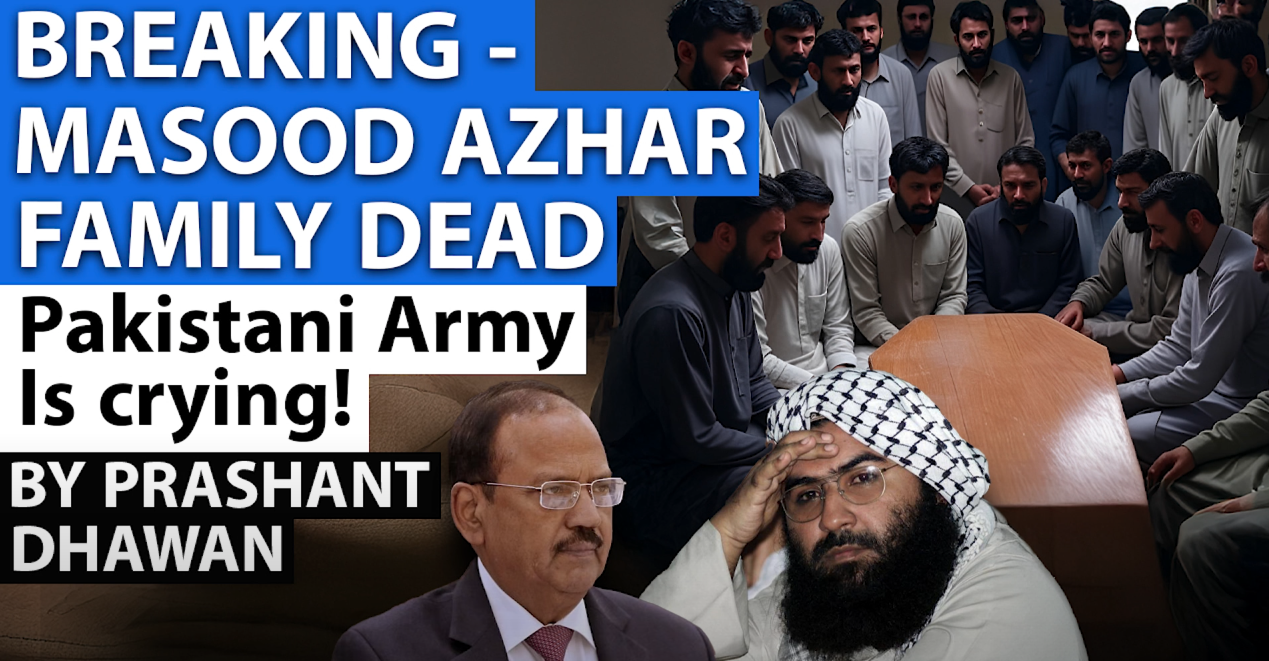 BREAKING -
MASOOD AZHAR
FAMILY DEAD
Pakistani Army
Is crying!
BY PRASHANT
DHAWAN